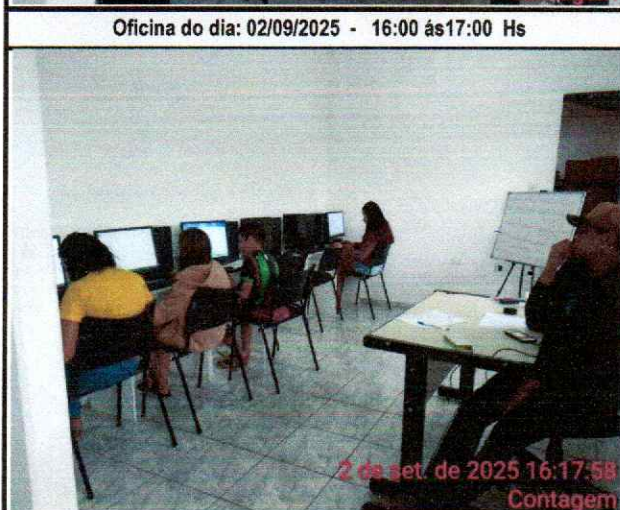 Oficina do dia: 02/09/2025 - 16:00 ás17:00 Hs
2 de set. de 2025 16:17:58
Contagem